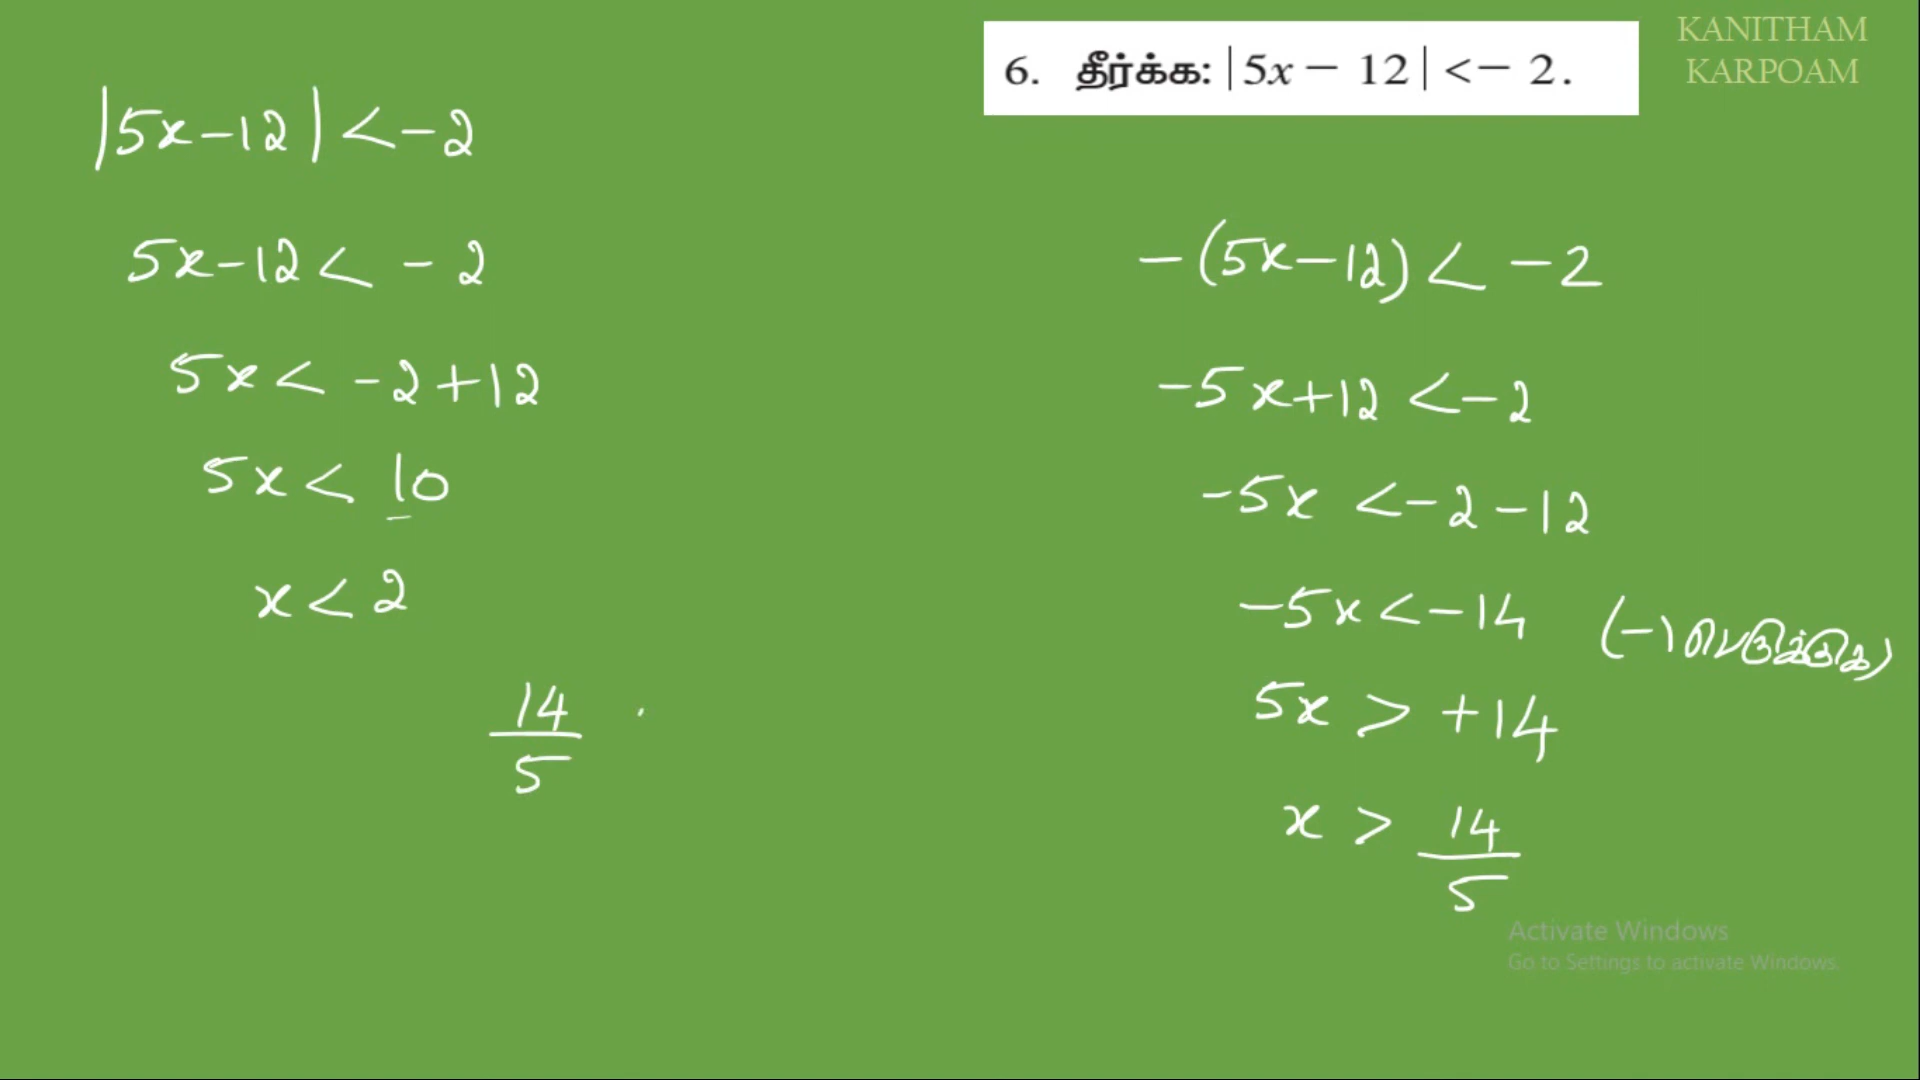 KANITHAM
KARPOAM
6. தீர்க்க: |5x − 12| <− 2.
|5x-12| < -2
5x-12 < -2
5x < -2+12
5x < 10
x < 2
14
5
-(5x-12) < -2
-5x+12 < -2
-5x < -2-12
-5x < -14 (-) பெருக்குக)
5x > +14
x > 14
5
Activate Windows
Go to Settings to activate Windows.